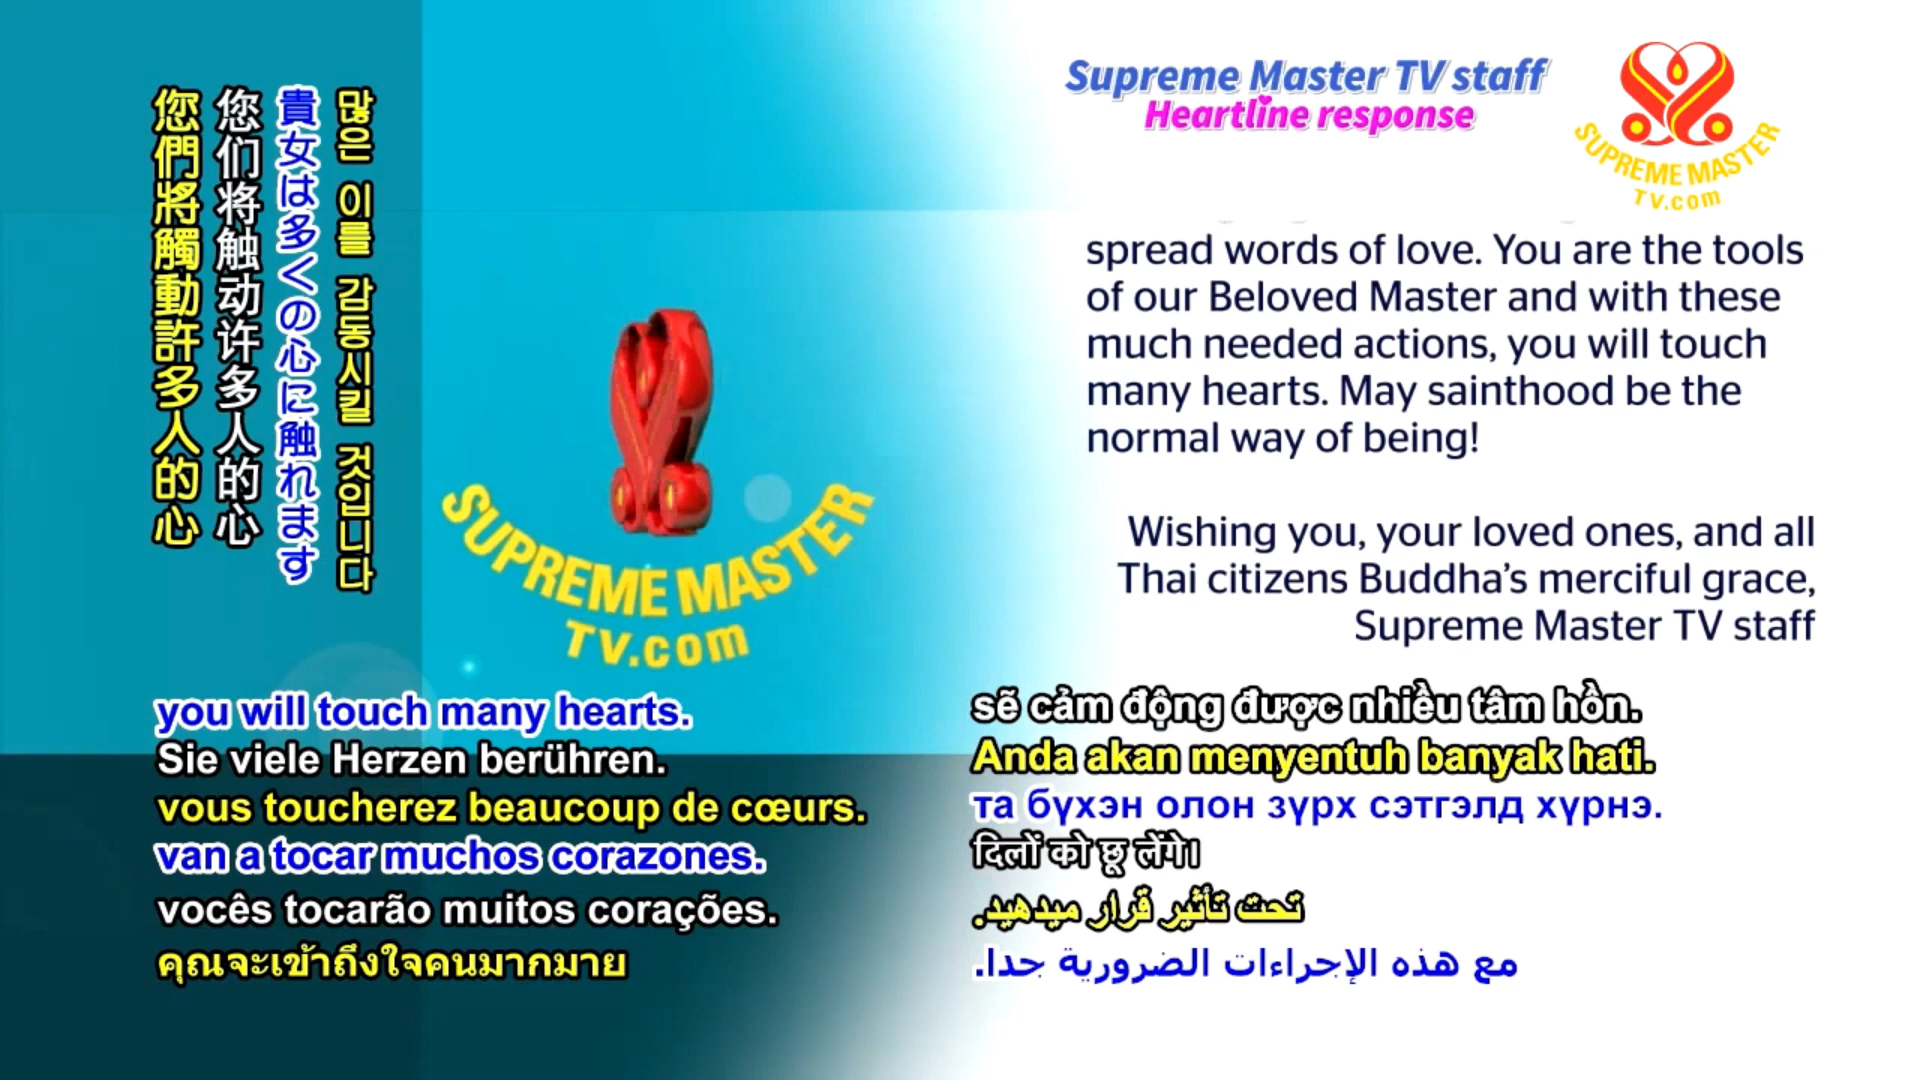 您們將觸動許多人的心
您们将触动许多人的心
貴女は多くの心に触れます
많은 이를 감동시킬 것입니다
SUPREME MASTER
TV.com
Supreme Master TV staff
Heartline response
SUPREME MASTER
TV.com
spread words of love. You are the tools
of our Beloved Master and with these
much needed actions, you will touch
many hearts. May sainthood be the
normal way of being!
Wishing you, your loved ones, and all
Thai citizens Buddha’s merciful grace,
Supreme Master TV staff
you will touch many hearts.
Sie viele Herzen berühren.
vous toucherez beaucoup de cœurs.
van a tocar muchos corazones.
vocês tocarão muitos corações.
คุณจะเข้าถึงใจคนมากมาย
sẽ cảm động được nhiều tâm hồn.
Anda akan menyentuh banyak hati.
та бүхэн олон зүрх сэтгэлд хүрнэ.
दिलों को छू लेंगे।
تحت تأثیر قرار میدهید.
مع هذه الإجراءات الضرورية جدا.